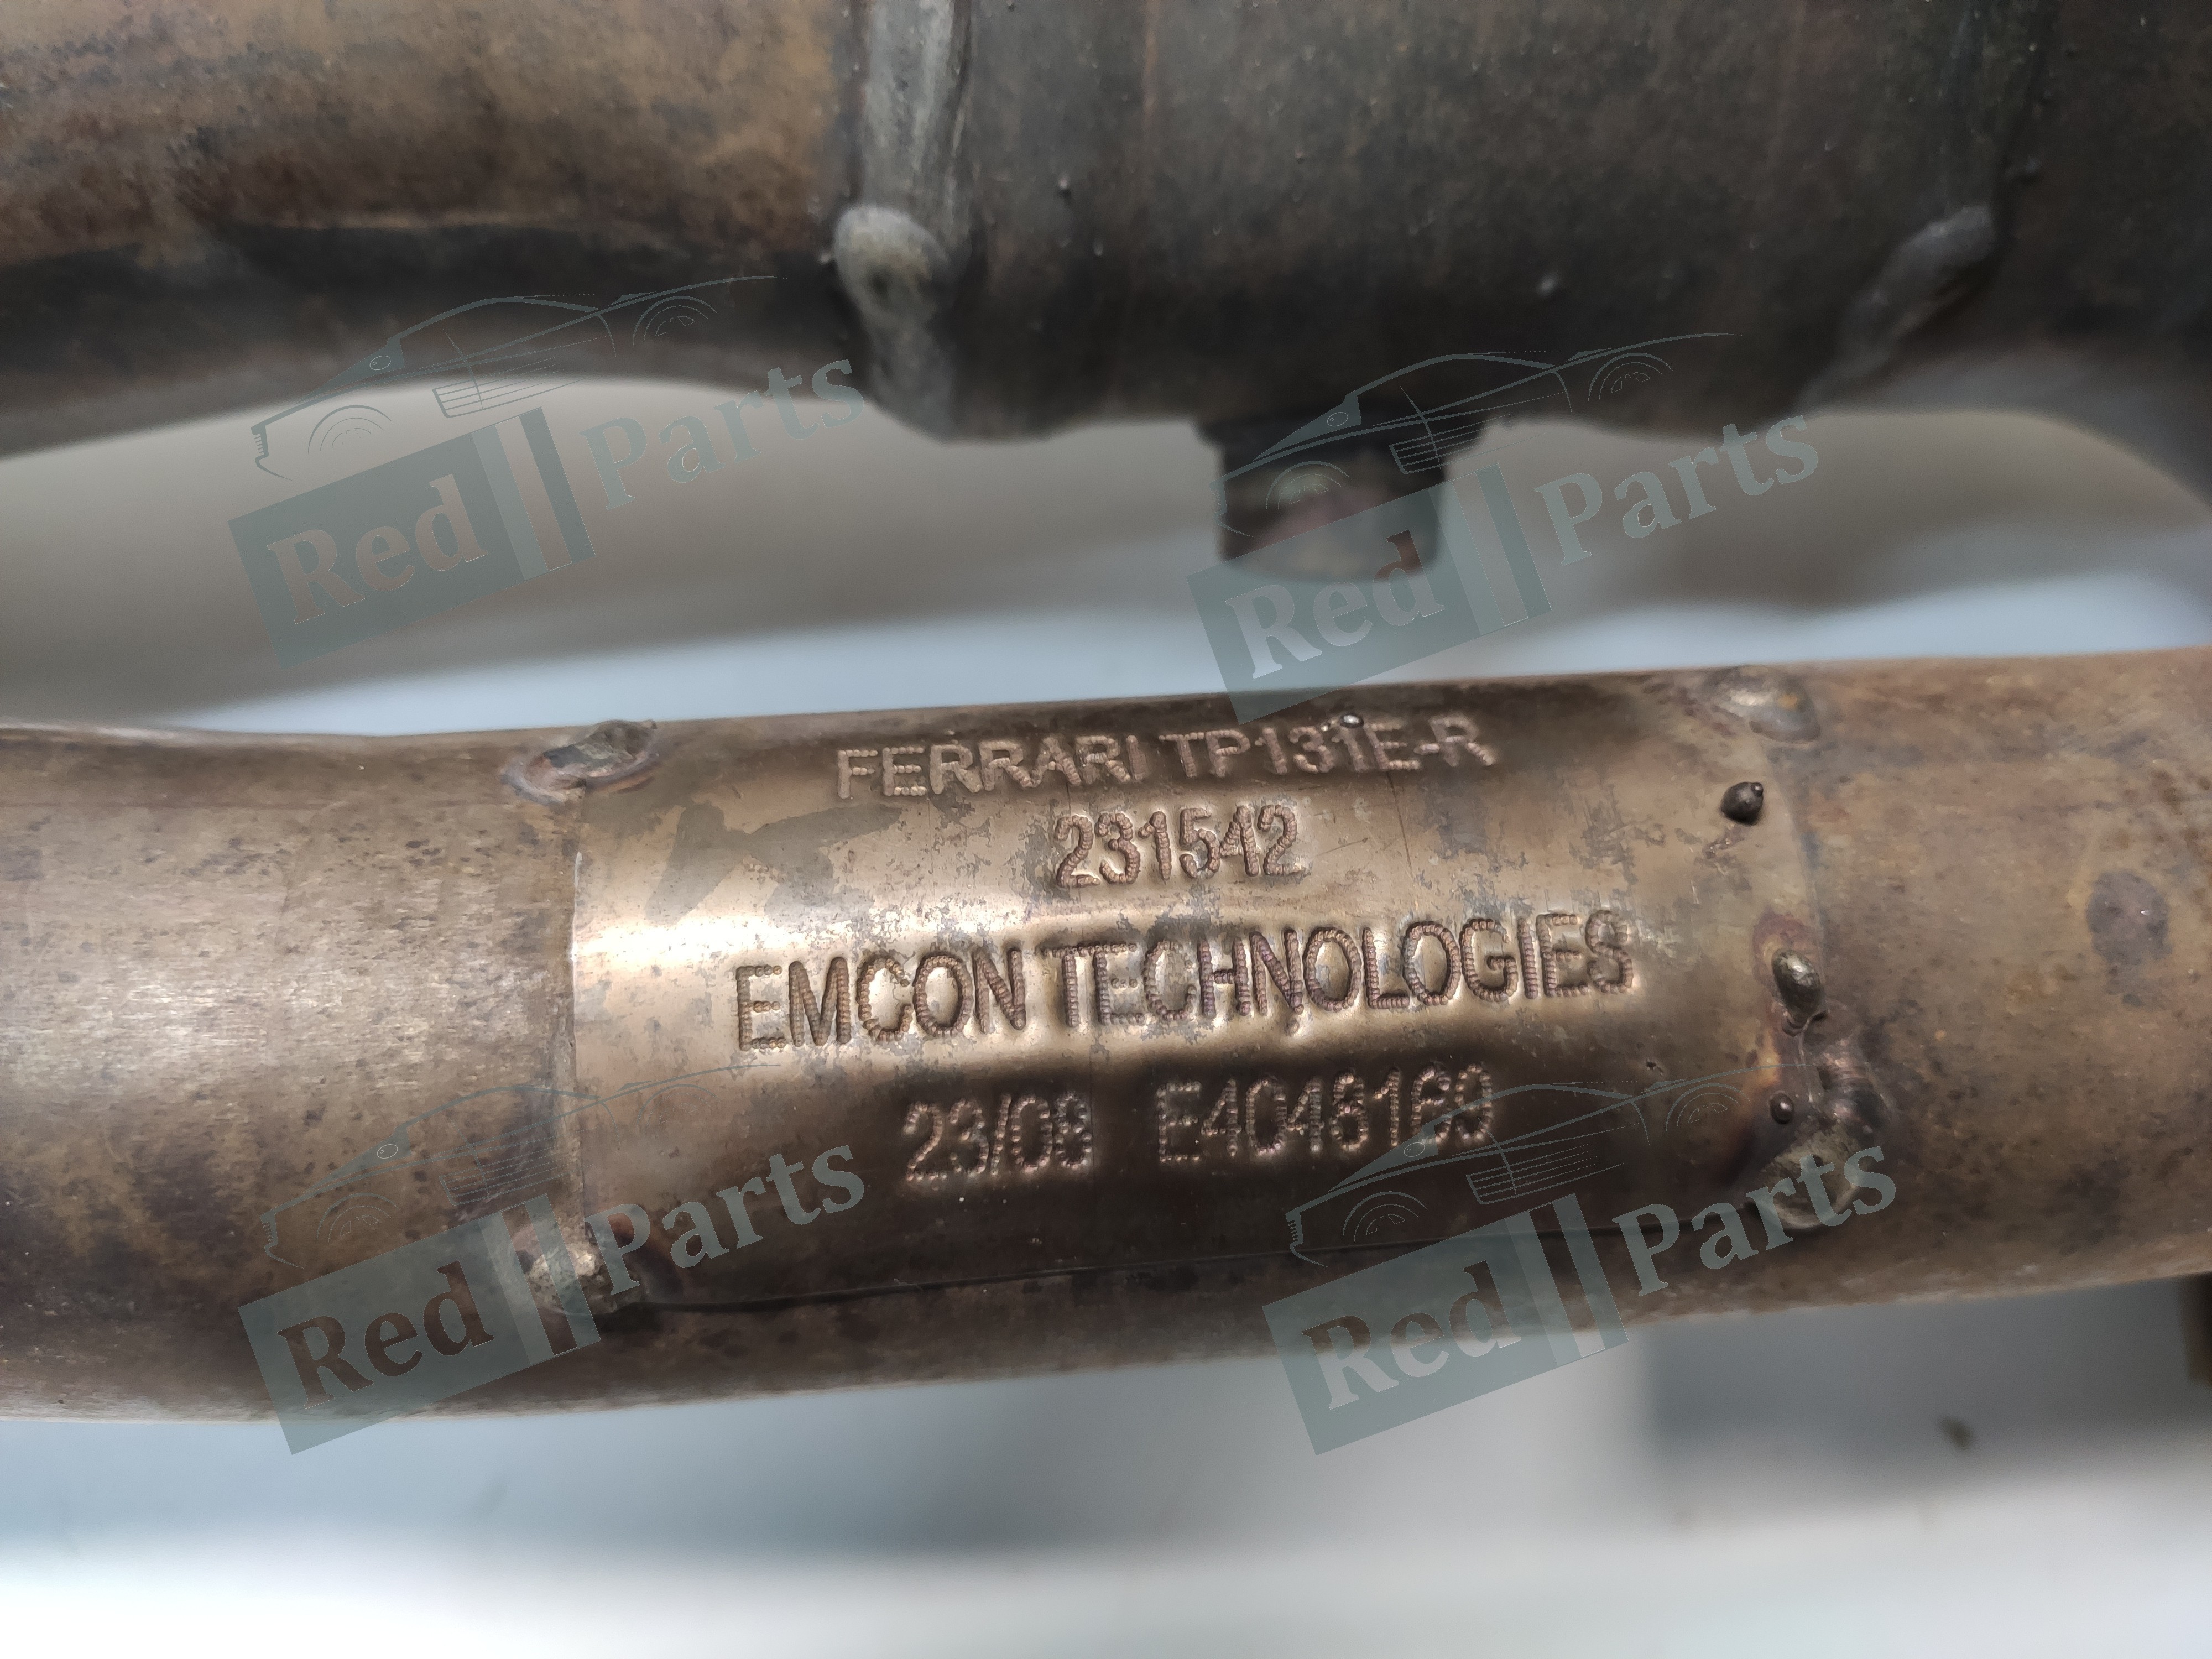 Red Parts
Red Parts
FERRARI TP131E-R
231542
EMCON TECHNOLOGIES
23/08 E4048169
Red Parts
Red Parts